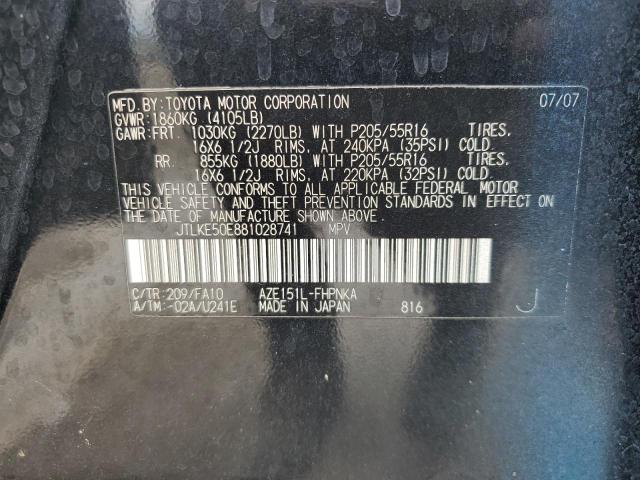 MFD.BY:TOYOTA MOTOR CORPORATION 07/07
GVWR:1860KG (4105LB)
GAWR:FRT 1030KG (2270LB) WITH P205/55R16 TIRES,
16X6 1/2J RIMS, AT 240KPA (35PSI) COLD.
RR. 855KG (1880LB) WITH P205/55R16 TIRES,
16X6 1/2J RIMS, AT 220KPA (32PSI) COLD.
THIS VEHICLE CONFORMS TO ALL APPLICABLE FEDERAL MOTOR
VEHICLE SAFETY AND THEFT PREVENTION STANDARDS IN EFFECT ON
THE DATE OF MANUFACTURE SHOWN ABOVE.
JTLKE50E881028741 MPV
C/TR:209/FA10 AZE151L-FHPNKA
A/TM:-02A/U241E MADE IN JAPAN 816 J